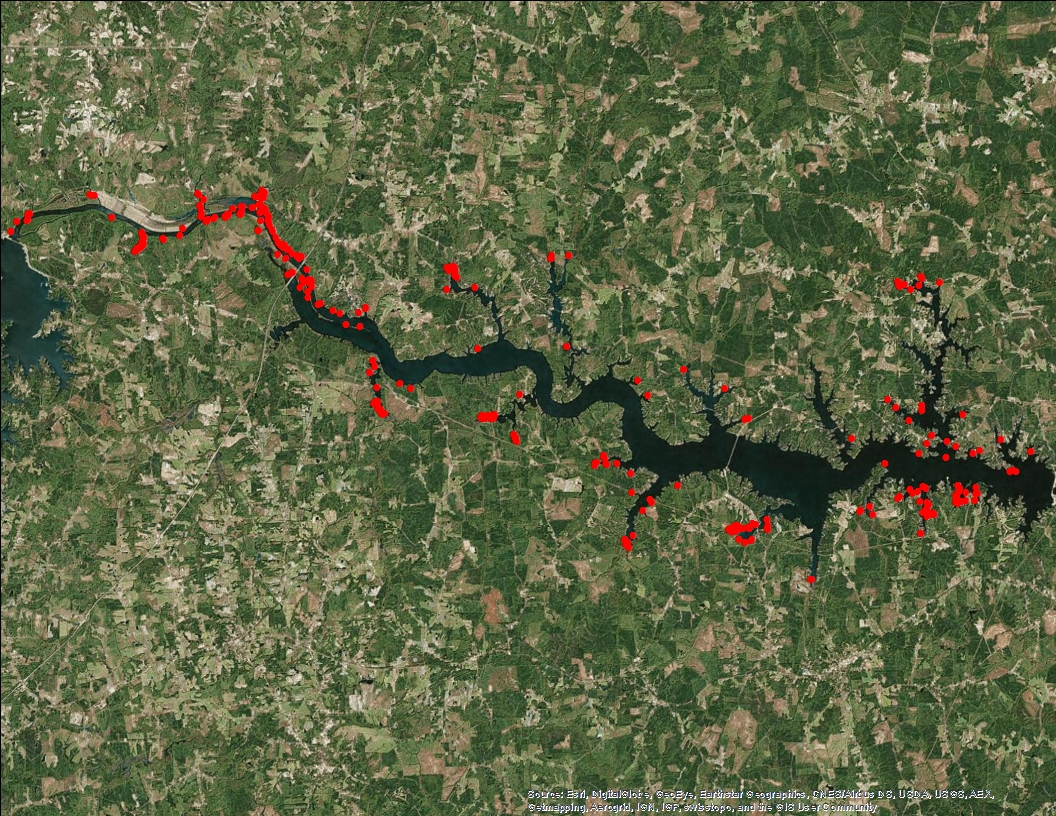 Source: Esri, DigitalGlobe, GeoEye, Earthstar Geographics, CNES/Airbus DS, USDA, USGS, AEX,
Getmapping, Aerogrid, IGN, IGP, swisstopo, and the GIS User Community